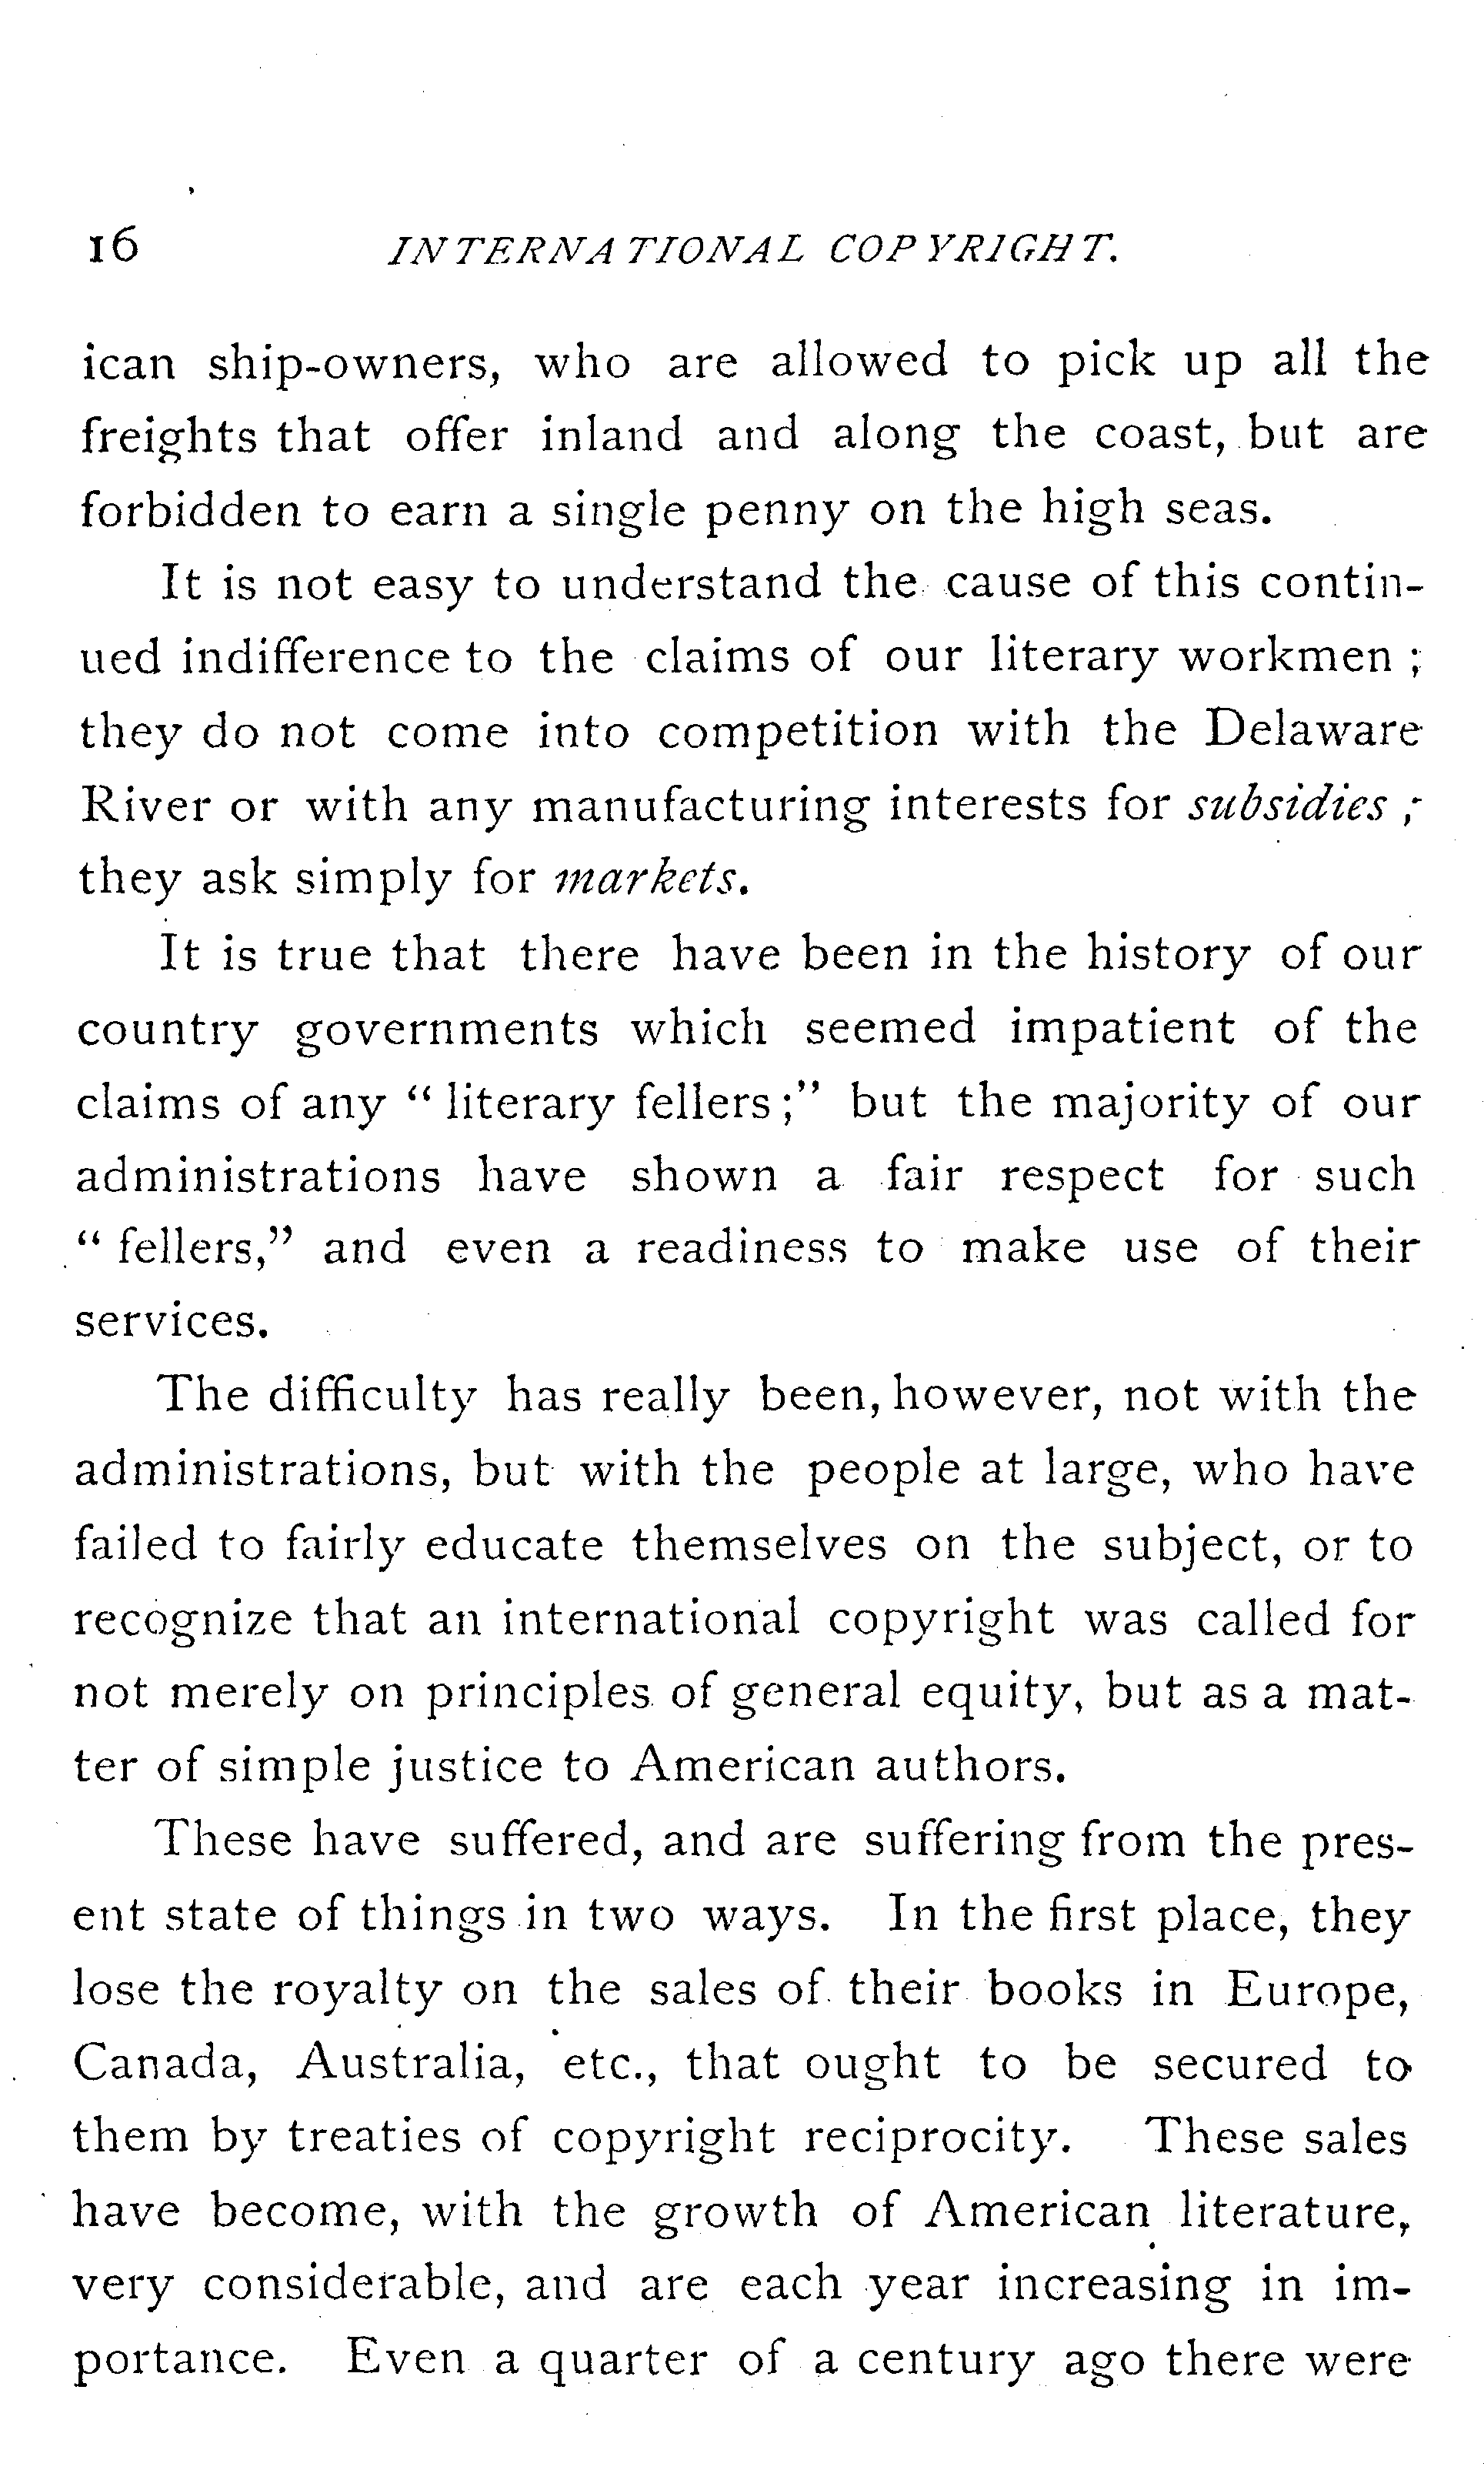 16 INTERNATIONAL COPYRIGHT.
ican ship-owners, who are allowed to pick up all the
freights that offer inland and along the coast, but are
forbidden to earn a single penny on the high seas.
It is not easy to understand the cause of this contin-
ued indifference to the claims of our literary workmen ;
they do not come into competition with the Delaware
River or with any manufacturing interests for subsidies ;
they ask simply for markets.
It is true that there have been in the history of our
country governments which seemed impatient of the
claims of any “ literary fellers ;” but the majority of our
administrations have shown a fair respect for such
“ fellers,” and even a readiness to make use of their
services.
The difficulty has really been, however, not with the
administrations, but with the people at large, who have
failed to fairly educate themselves on the subject, or to
recognize that an international copyright was called for
not merely on principles of general equity, but as a mat-
ter of simple justice to American authors.
These have suffered, and are suffering from the pres-
ent state of things in two ways. In the first place, they
lose the royalty on the sales of their books in Europe,
Canada, Australia, etc., that ought to be secured to
them by treaties of copyright reciprocity. These sales
have become, with the growth of American literature,
very considerable, and are each year increasing in im-
portance. Even a quarter of a century ago there were